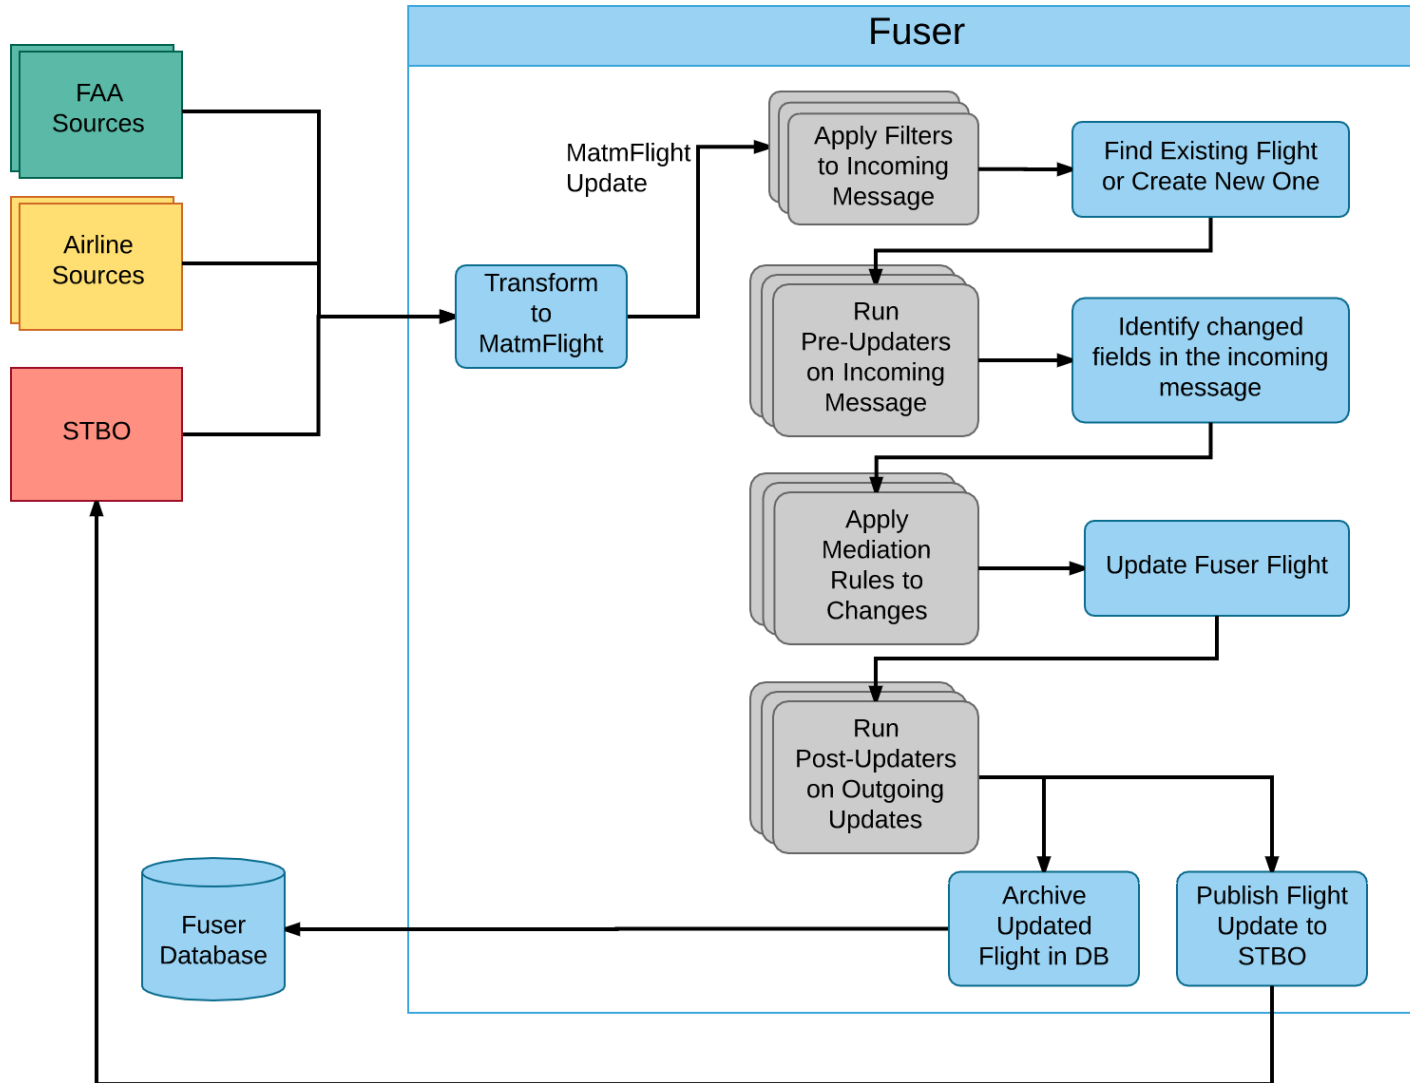 Fuser
FAA
Sources
Airline
Sources
STBO
Transform
to
MatmFlight
MatmFlight
Update
Apply Filters
to Incoming
Message
Find Existing Flight
or Create New One
Run
Pre-Updaters
on Incoming
Message
Identify changed
fields in the incoming
message
Apply
Mediation
Rules to
Changes
Update Fuser Flight
Run
Post-Updaters
on Outgoing
Updates
Archive
Updated
Flight in DB
Publish Flight
Update to
STBO
Fuser
Database